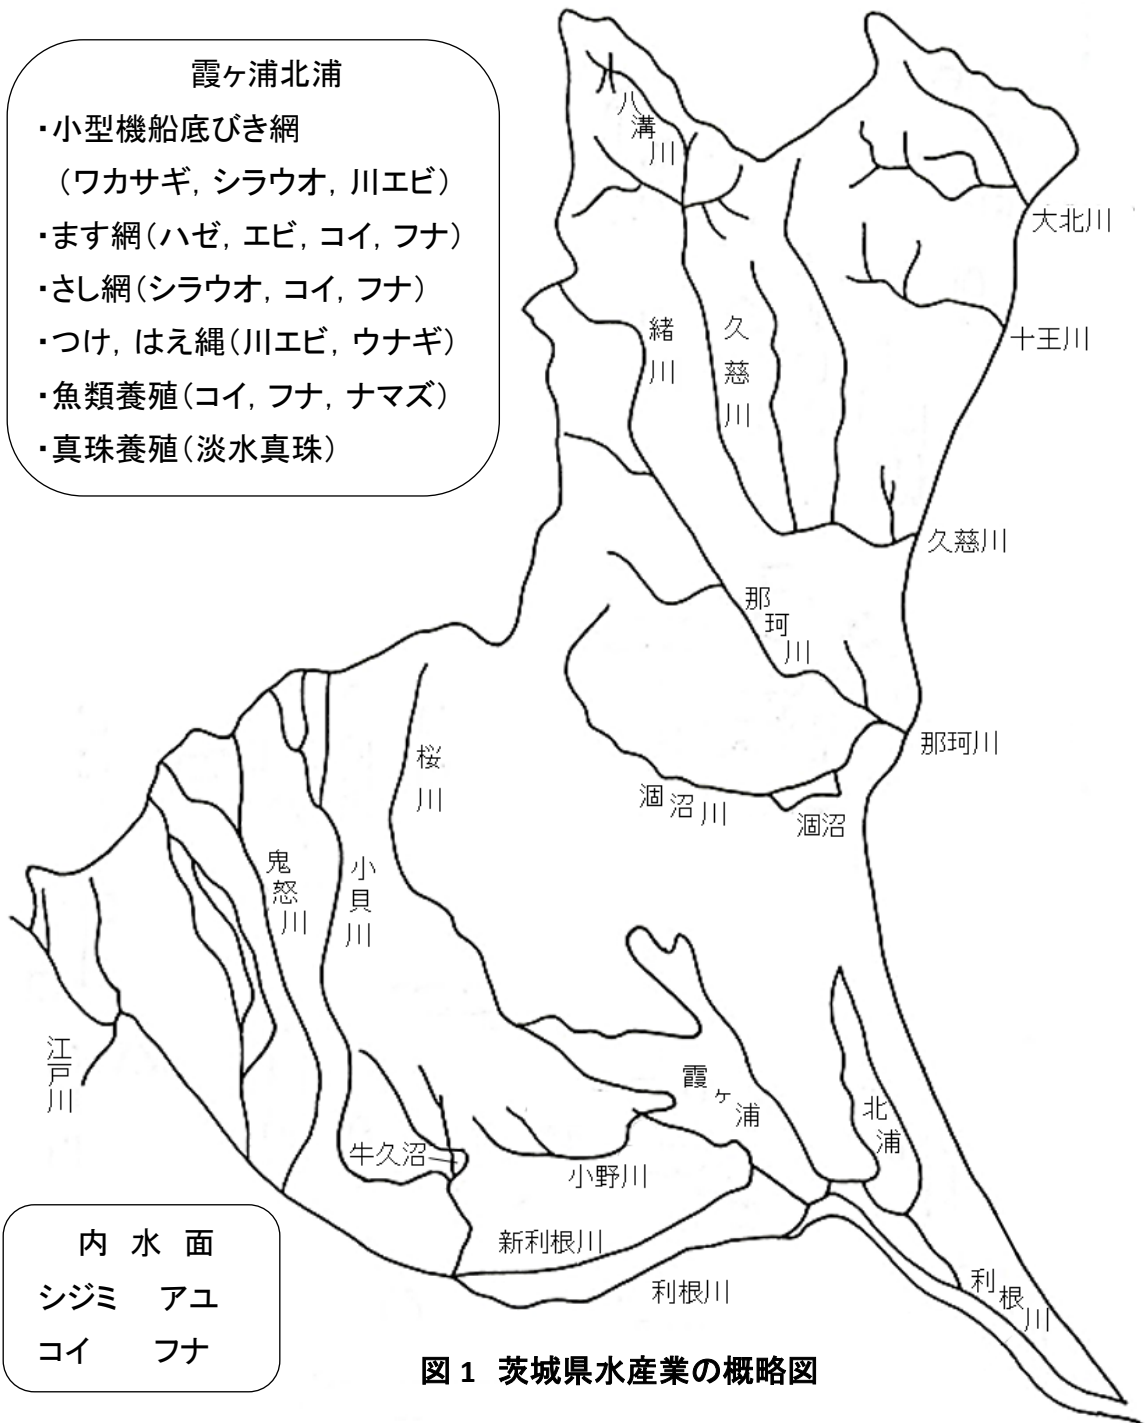 霞ヶ浦北浦
・小型機船底びき網
（ワカサギ，シラウオ，川エビ）
・ます網（ハゼ，エビ，コイ，フナ）
・さし網（シラウオ，コイ，フナ）
・つけ，はえ縄（川エビ，ウナギ）
・魚類養殖（コイ，フナ，ナマズ）
・真珠養殖（淡水真珠）
八溝川
大北川
十王川
緒川
久慈川
久慈川
那珂川
那珂川
桜川
涸沼川
涸沼
鬼怒川
小貝川
江戸川
霞ヶ浦
北浦
牛久沼
小野川
新利根川
利根川
利根川
内水面
シジミ　アユ
コイ　フナ
図 1 茨城県水産業の概略図